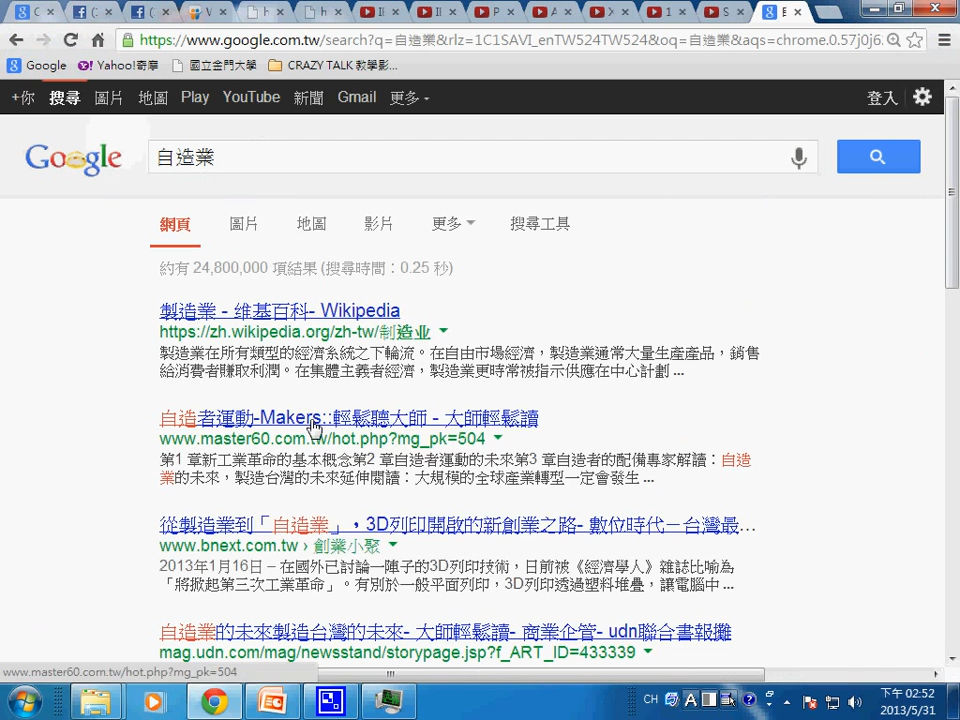 https://www.google.com.tw/search?q=自造業&rlz=1C1SAVI_enTW524TW524&oq=自造業&aqs=chrome.0.57j0j6.
Google Yahoo!奇摩 國立金門大學 CRAZY TALK 教學影...
+你 搜尋 圖片 地圖 Play YouTube 新聞 Gmail 更多 登入
Google 自造業
網頁 圖片 地圖 影片 更多 搜尋工具
約有 24,800,000 項結果 (搜尋時間：0.25 秒)
製造業 - 维基百科- Wikipedia
https://zh.wikipedia.org/zh-tw/制造业
製造業在所有類型的經濟系統之下輪流。在自由市場經濟，製造業通常大量生產產品，銷售
給消費者賺取利潤。在集體主義者經濟，製造業更時常被指示供應在中心計劃 ...
自造者運動-Makers::輕鬆聽大師 - 大師輕鬆讀
www.master60.com.tw/hot.php?mg_pk=504
第1 章新工業革命的基本概念第2 章自造者運動的未來第3 章自造者的配備專家解讀：自造
業的未來，製造台灣的未來延伸閱讀：大規模的全球產業轉型一定會發生 ...
從製造業到「自造業」，3D列印開啟的新創業之路- 數位時代－台灣最...
www.bnext.com.tw › 創業小聚
2013年1月16日 – 在國外已討論一陣子的3D列印技術，日前被《經濟學人》雜誌比喻為
「將掀起第三次工業革命」。有別於一般平面列印，3D列印透過塑料堆疊，讓電腦中 ...
自造業的未來製造台灣的未來- 大師輕鬆讀- 商業企管- udn聯合書報攤
mag.udn.com/mag/newsstand/storypage.jsp?f_ART_ID=433339
www.master60.com.tw/hot.php?mg_pk=504
CH A 下午 02:52
2013/5/31